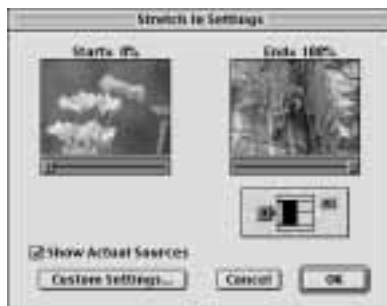 Stretch In Settings
Start: 0%
End: 100%
Show Actual Sources
Custom Settings...
Cancel
OK